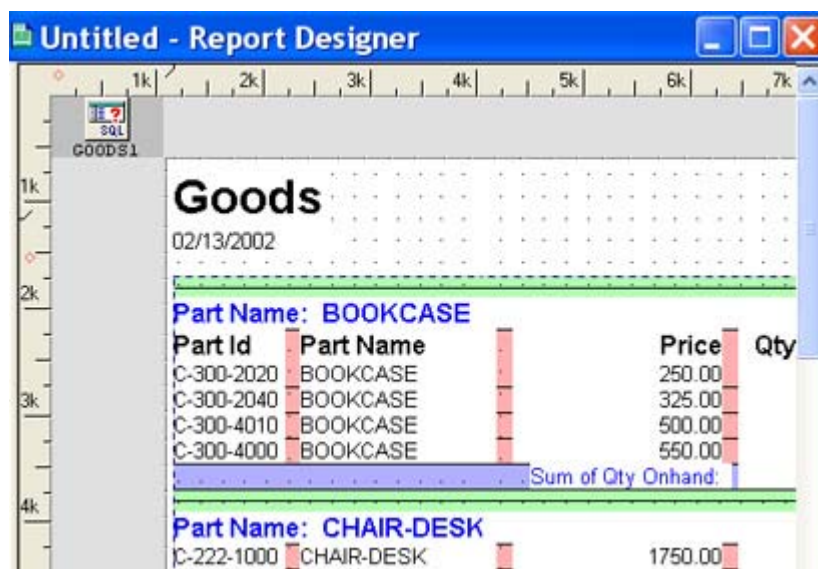 Untitled - Report Designer
1k 2k 3k 4k 5k 6k 7k
SQL
GOODS1
1k
Goods
02/13/2002
2k
Part Name: BOOKCASE
Part Id Part Name Price Qty
C-300-2020 BOOKCASE 250.00
C-300-2040 BOOKCASE 325.00
3k
C-300-4010 BOOKCASE 500.00
C-300-4000 BOOKCASE 550.00
Sum of Qty Onhand:
4k
Part Name: CHAIR-DESK
C-222-1000 CHAIR-DESK 1750.00